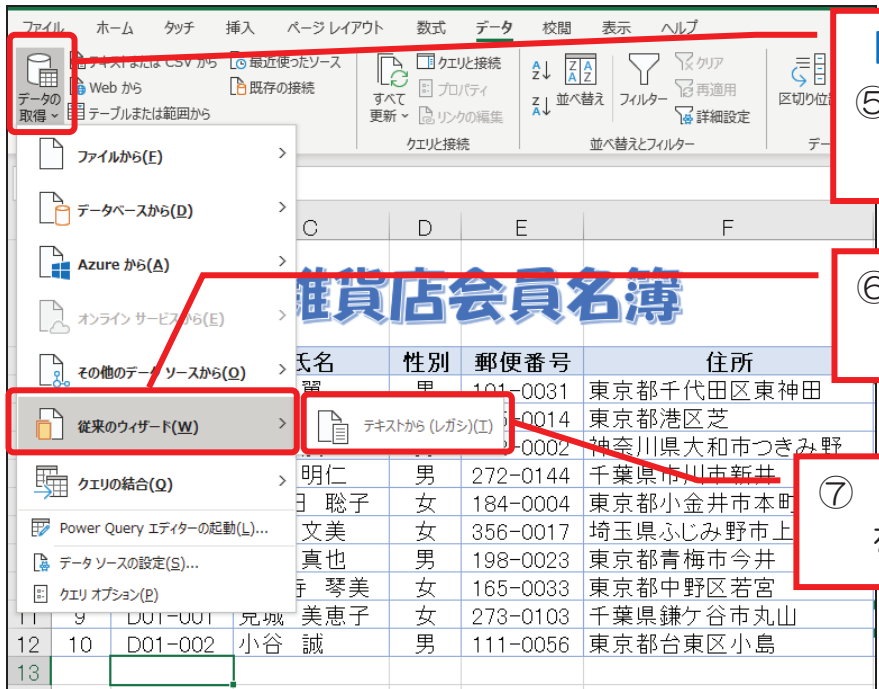 ファイル ホーム タッチ 挿入 ページ レイアウト 数式 データ 校閲 表示 ヘルプ
データの取得
テキストまたは CSV から
Web から
テーブルまたは範囲から
最近使ったソース
既存の接続
すべて更新
クエリと接続
プロパティ
リンクの編集
クエリと接続
並べ替え
フィルター
クリア
再適用
詳細設定
並べ替えとフィルター
区切り位
デー
ファイルから(F)
データベースから(D)
Azure から(A)
オンライン サービスから(E)
その他のデータ ソースから(O)
従来のウィザード(W)
テキストから (レガシ)(T)
クエリの結合(Q)
Power Query エディターの起動(L)...
データ ソースの設定(S)...
クエリ オプション(P)
⑤
⑥
⑦
C D E F
雑貨店会員名簿
氏名 性別 郵便番号 住所
翼 男 101-0031 東京都千代田区東神田
-0014 東京都港区芝
-0002 神奈川県大和市つきみ野
明仁 男 272-0144 千葉県市川市新井
聡子 女 184-0004 東京都小金井市本町
文美 女 356-0017 埼玉県ふじみ野市上
真也 男 198-0023 東京都青梅市今井
琴美 女 165-0033 東京都中野区若宮
11 9 D01-001 見城 美恵子 女 273-0103 千葉県鎌ケ谷市丸山
12 10 D01-002 小谷 誠 男 111-0056 東京都台東区小島
13